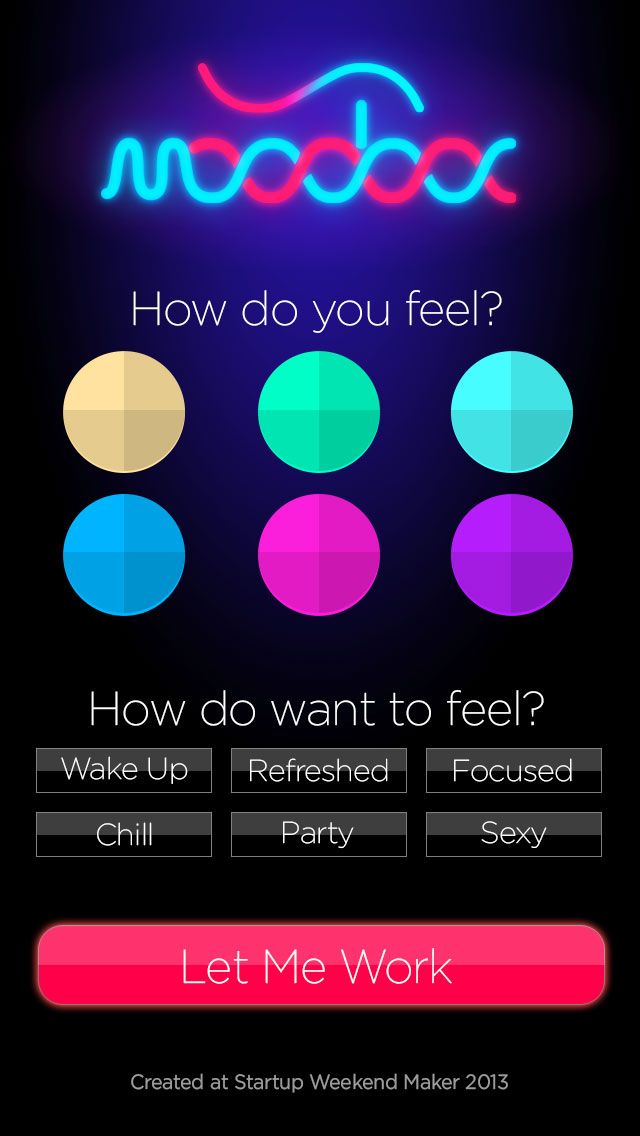 moodbox
How do you feel?
How do want to feel?
Wake Up
Refreshed
Focused
Chill
Party
Sexy
Let Me Work
Created at Startup Weekend Maker 2013